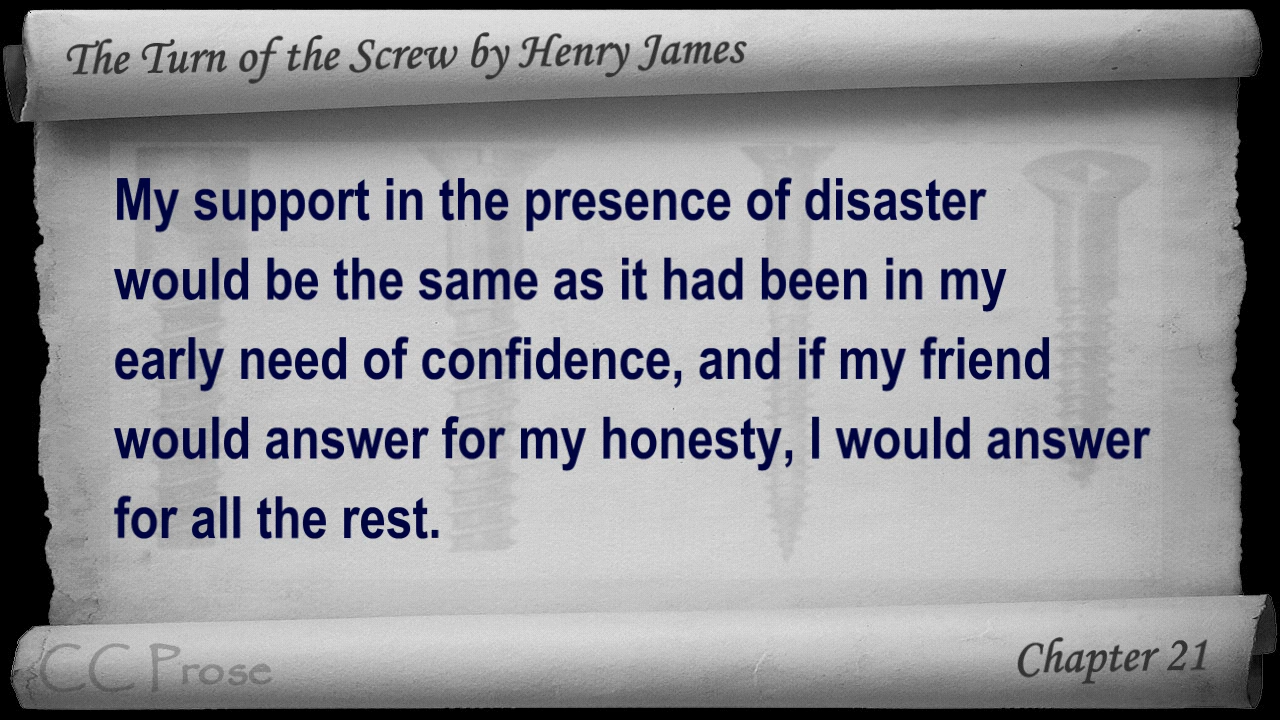 The Turn of the Screw by Henry James
My support in the presence of disaster
would be the same as it had been in my
early need of confidence, and if my friend
would answer for my honesty, I would answer
for all the rest.
CC Prose
Chapter 21